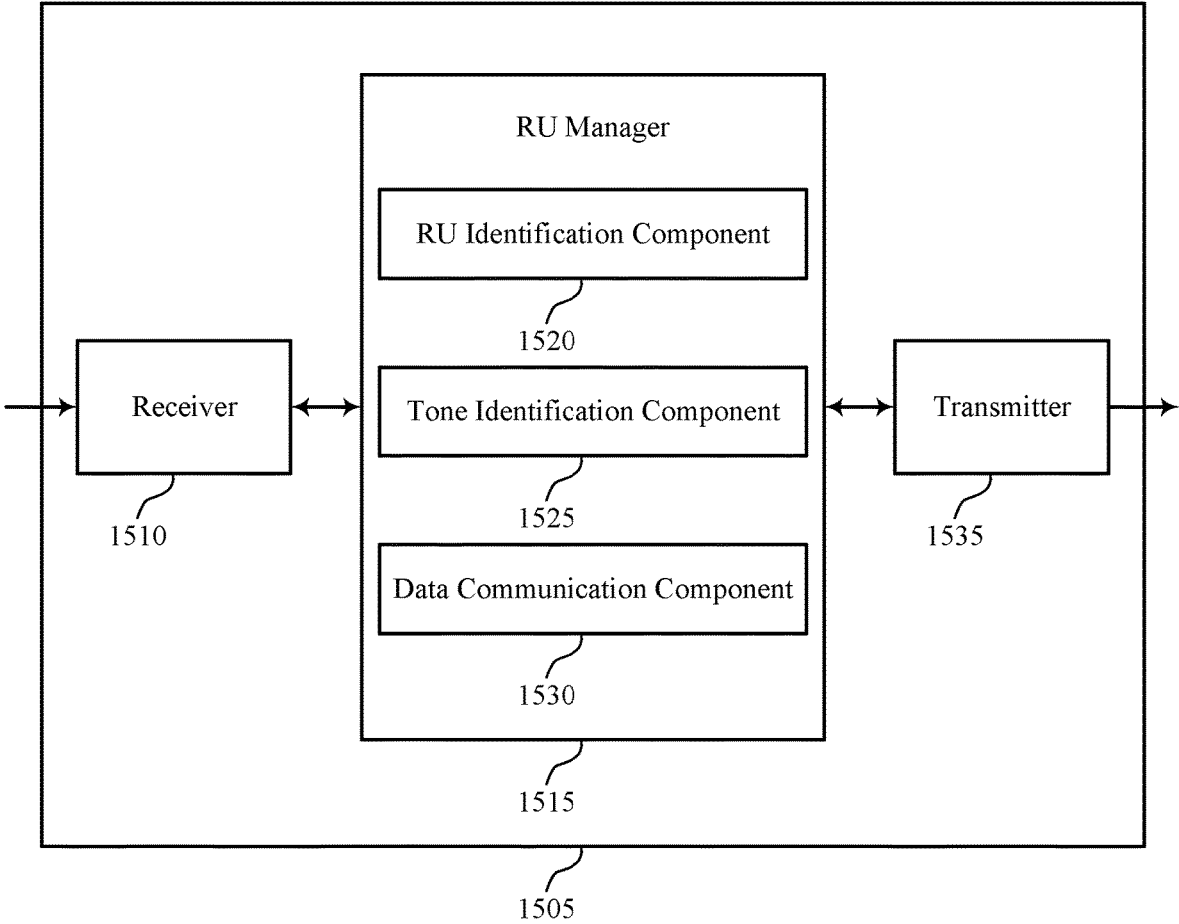 RU Manager
RU Identification Component
1520
Receiver
Tone Identification Component
Transmitter
1510
1525
1535
Data Communication Component
1530
1515
1505